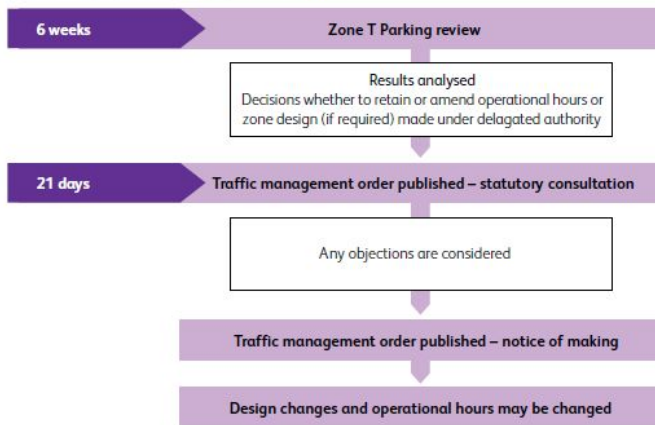 6 weeks
Zone T Parking review
Results analysed
Decisions whether to retain or amend operational hours or
zone design (if required) made under delagated authority
21 days
Traffic management order published – statutory consultation
Any objections are considered
Traffic management order published – notice of making
Design changes and operational hours may be changed